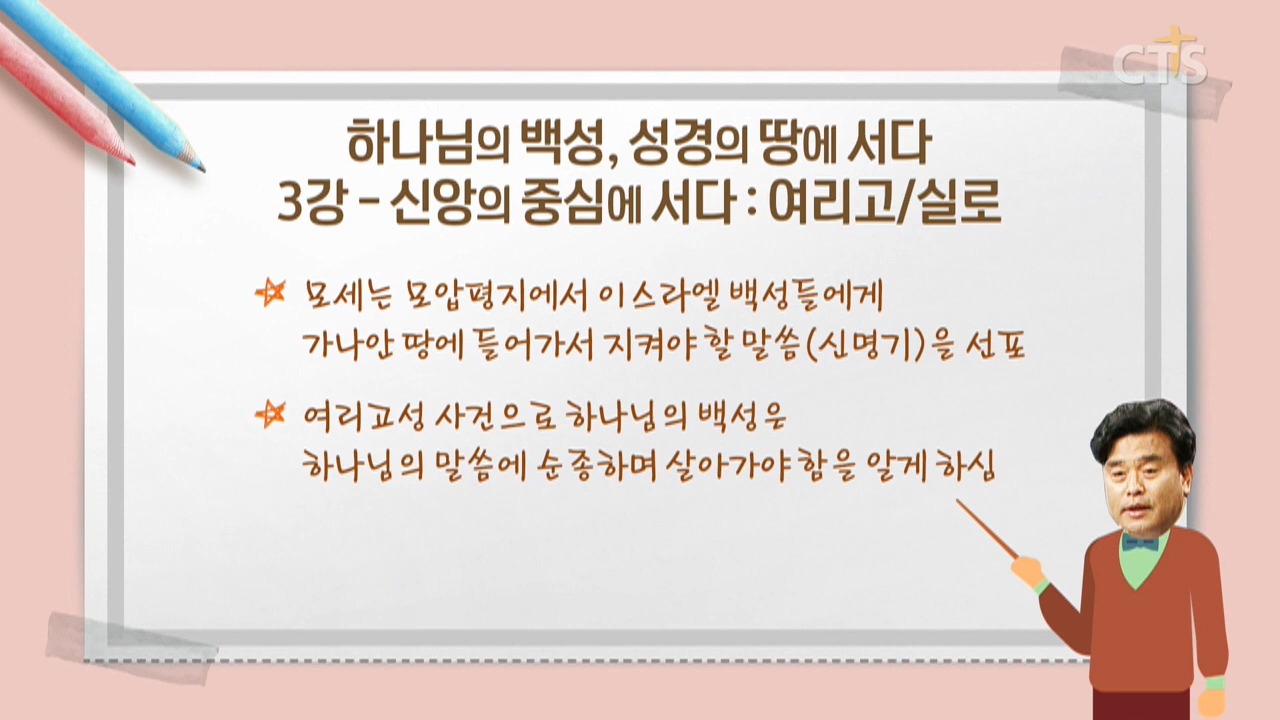 CTS
하나님의 백성, 성경의 땅에 서다
3강 - 신앙의 중심에 서다 : 여리고/실로
모세는 모압평지에서 이스라엘 백성들에게
가나안 땅에 들어가서 지켜야 할 말씀(신명기)을 선포
여리고성 사건으로 하나님의 백성은
하나님의 말씀에 순종하며 살아가야 함을 알게 하심